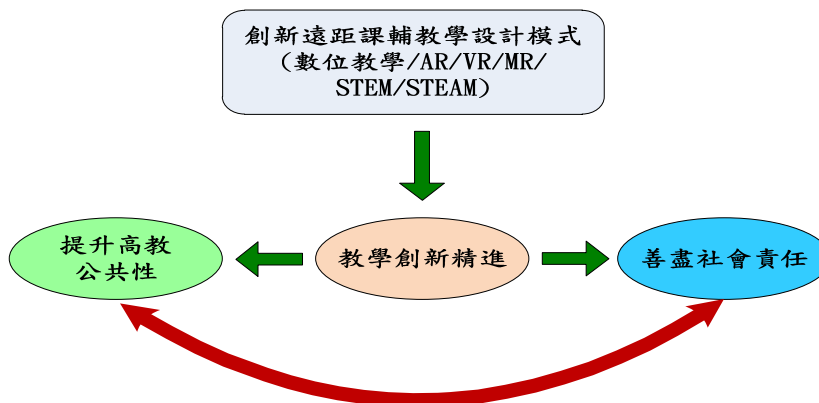 創新遠距課輔教學設計模式
（數位教學/AR/VR/MR/
STEM/STEAM）
提升高教
公共性
教學創新精進
善盡社會責任